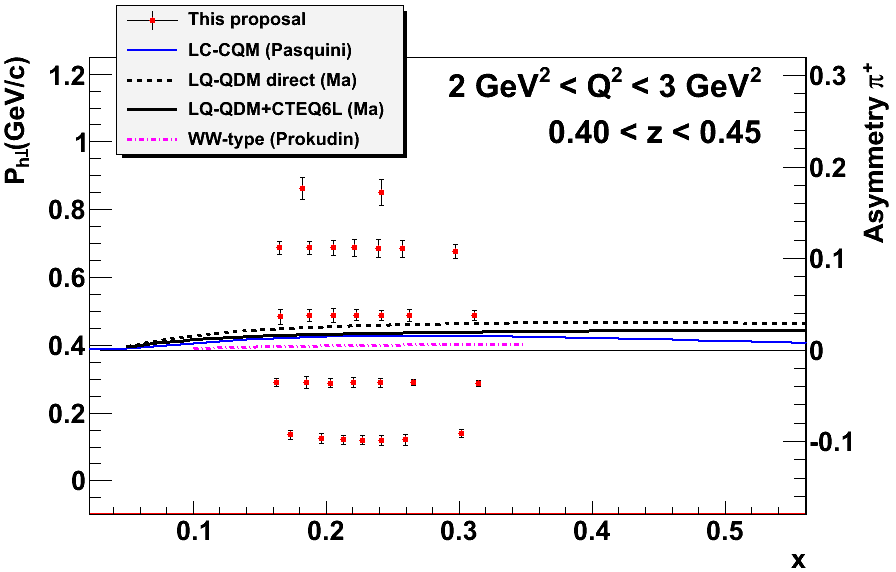 This proposal
LC-CQM (Pasquini)
LQ-QDM direct (Ma)
LQ-QDM+CTEQ6L (Ma)
WW-type (Prokudin)
2 GeV² < Q² < 3 GeV²
0.40 < z < 0.45
P_h⊥(GeV/c)
1.2
1
0.8
0.6
0.4
0.2
0
Asymmetry π⁺
0.3
0.2
0.1
0
-0.1
0.1
0.2
0.3
0.4
0.5
x